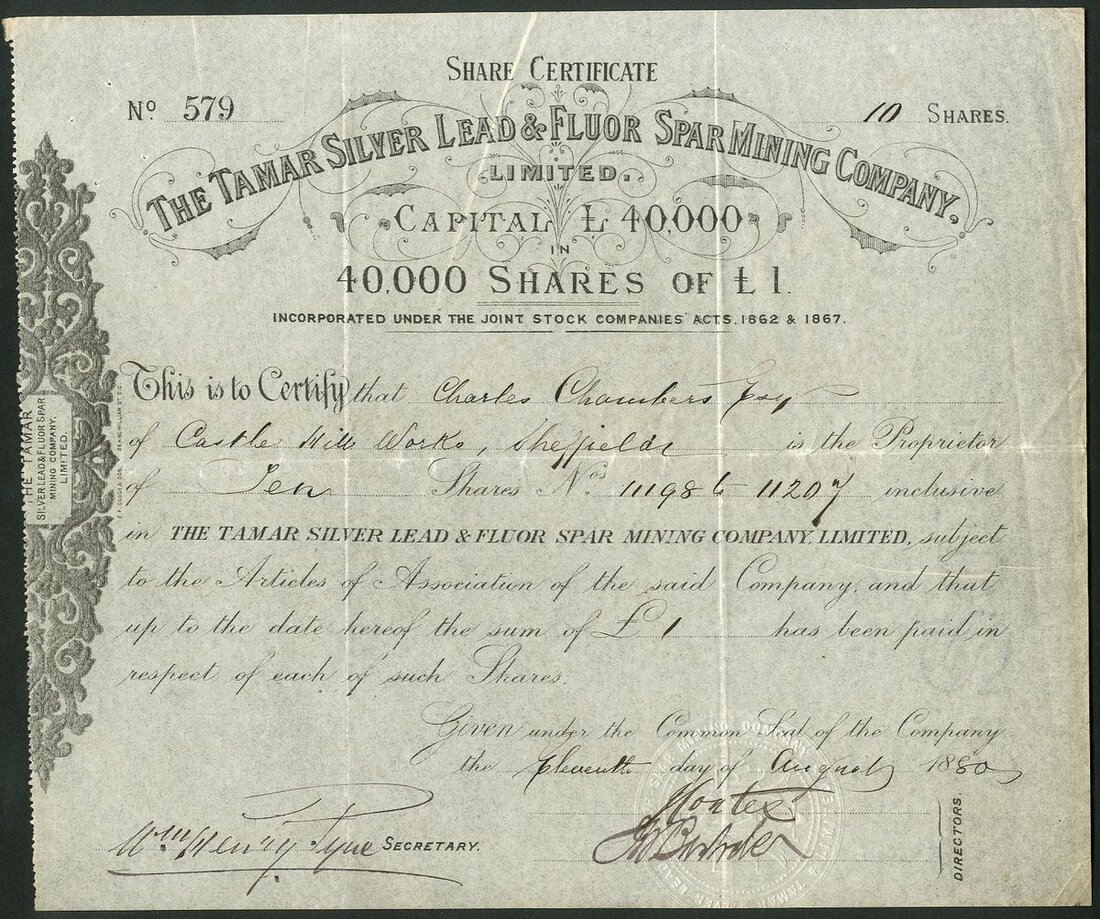 SHARE CERTIFICATE
No 579
10 SHARES.
THE TAMAR SILVER LEAD & FLUOR SPAR MINING COMPANY.
LIMITED.
CAPITAL £ 40,000
IN
40,000 SHARES OF £1.
INCORPORATED UNDER THE JOINT STOCK COMPANIES ACTS, 1862 & 1867.
This is to Certify that Charles Chambers Esq
of Castle Hill Works, Sheffield is the Proprietor
of Ten Shares Nos 11198 to 11207 inclusive
in THE TAMAR SILVER LEAD & FLUOR SPAR MINING COMPANY, LIMITED, subject
to the Articles of Association of the said Company, and that
up to the date hereof the sum of £1 has been paid in
respect of each of such Shares.
Given under the Common Seal of the Company
the Eleventh day of August 1880
Wm Henry Pyne SECRETARY.
DIRECTORS.
THE TAMAR
SILVER LEAD & FLUOR SPAR
MINING COMPANY.
LIMITED.